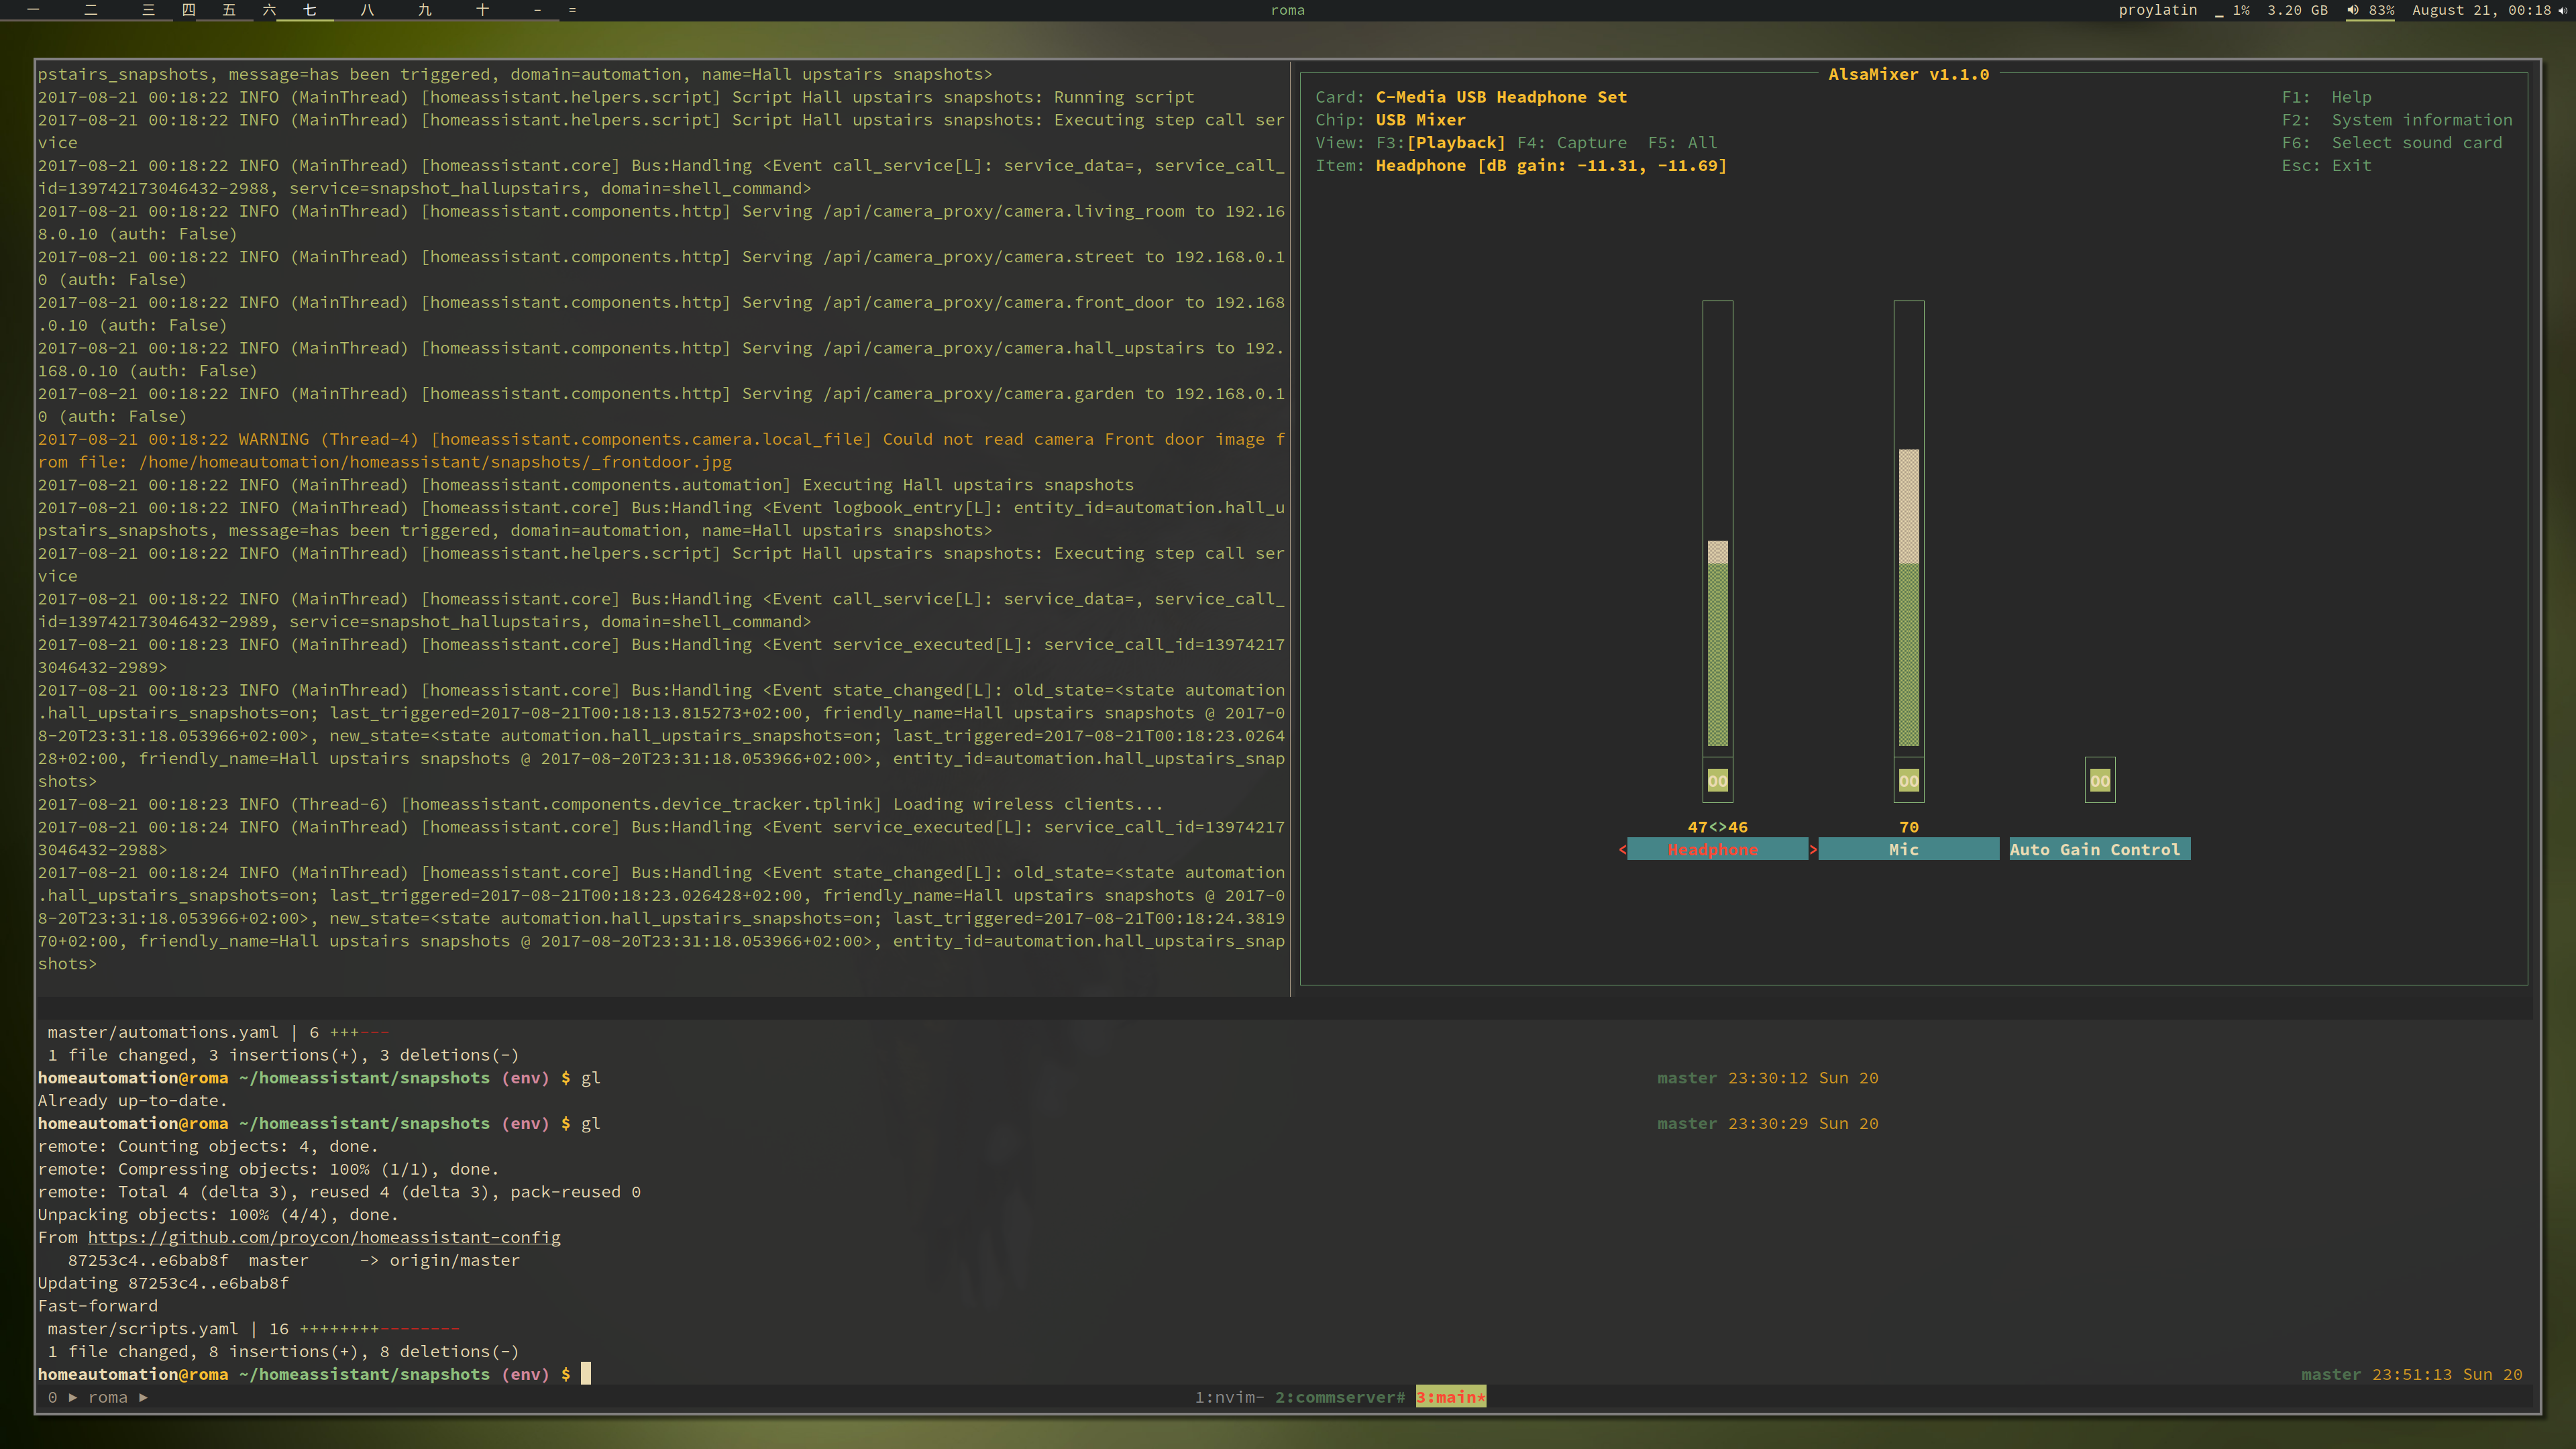 一 二 三 四 五 六 七 八 九 十 - =
roma
proylatin _ 1% 3.20 GB 83% August 21, 00:18
pstairs_snapshots, message=has been triggered, domain=automation, name=Hall upstairs snapshots>
2017-08-21 00:18:22 INFO (MainThread) [homeassistant.helpers.script] Script Hall upstairs snapshots: Running script
2017-08-21 00:18:22 INFO (MainThread) [homeassistant.helpers.script] Script Hall upstairs snapshots: Executing step call ser
vice
2017-08-21 00:18:22 INFO (MainThread) [homeassistant.core] Bus:Handling <Event call_service[L]: service_data=, service_call_
id=139742173046432-2988, service=snapshot_hallupstairs, domain=shell_command>
2017-08-21 00:18:22 INFO (MainThread) [homeassistant.components.http] Serving /api/camera_proxy/camera.living_room to 192.16
8.0.10 (auth: False)
2017-08-21 00:18:22 INFO (MainThread) [homeassistant.components.http] Serving /api/camera_proxy/camera.street to 192.168.0.1
0 (auth: False)
2017-08-21 00:18:22 INFO (MainThread) [homeassistant.components.http] Serving /api/camera_proxy/camera.front_door to 192.168
.0.10 (auth: False)
2017-08-21 00:18:22 INFO (MainThread) [homeassistant.components.http] Serving /api/camera_proxy/camera.hall_upstairs to 192.
168.0.10 (auth: False)
2017-08-21 00:18:22 INFO (MainThread) [homeassistant.components.http] Serving /api/camera_proxy/camera.garden to 192.168.0.1
0 (auth: False)
2017-08-21 00:18:22 WARNING (Thread-4) [homeassistant.components.camera.local_file] Could not read camera Front door image f
rom file: /home/homeautomation/homeassistant/snapshots/_frontdoor.jpg
2017-08-21 00:18:22 INFO (MainThread) [homeassistant.components.automation] Executing Hall upstairs snapshots
2017-08-21 00:18:22 INFO (MainThread) [homeassistant.core] Bus:Handling <Event logbook_entry[L]: entity_id=automation.hall_u
pstairs_snapshots, message=has been triggered, domain=automation, name=Hall upstairs snapshots>
2017-08-21 00:18:22 INFO (MainThread) [homeassistant.helpers.script] Script Hall upstairs snapshots: Executing step call ser
vice
2017-08-21 00:18:22 INFO (MainThread) [homeassistant.core] Bus:Handling <Event call_service[L]: service_data=, service_call_
id=139742173046432-2989, service=snapshot_hallupstairs, domain=shell_command>
2017-08-21 00:18:23 INFO (MainThread) [homeassistant.core] Bus:Handling <Event service_executed[L]: service_call_id=13974217
3046432-2989>
2017-08-21 00:18:23 INFO (MainThread) [homeassistant.core] Bus:Handling <Event state_changed[L]: old_state=<state automation
.hall_upstairs_snapshots=on; last_triggered=2017-08-21T00:18:13.815273+02:00, friendly_name=Hall upstairs snapshots @ 2017-0
8-20T23:31:18.053966+02:00>, new_state=<state automation.hall_upstairs_snapshots=on; last_triggered=2017-08-21T00:18:23.0264
28+02:00, friendly_name=Hall upstairs snapshots @ 2017-08-20T23:31:18.053966+02:00>, entity_id=automation.hall_upstairs_snap
shots>
2017-08-21 00:18:23 INFO (Thread-6) [homeassistant.components.device_tracker.tplink] Loading wireless clients...
2017-08-21 00:18:24 INFO (MainThread) [homeassistant.core] Bus:Handling <Event service_executed[L]: service_call_id=13974217
3046432-2988>
2017-08-21 00:18:24 INFO (MainThread) [homeassistant.core] Bus:Handling <Event state_changed[L]: old_state=<state automation
.hall_upstairs_snapshots=on; last_triggered=2017-08-21T00:18:23.026428+02:00, friendly_name=Hall upstairs snapshots @ 2017-0
8-20T23:31:18.053966+02:00>, new_state=<state automation.hall_upstairs_snapshots=on; last_triggered=2017-08-21T00:18:24.3819
70+02:00, friendly_name=Hall upstairs snapshots @ 2017-08-20T23:31:18.053966+02:00>, entity_id=automation.hall_upstairs_snap
shots>
AlsaMixer v1.1.0
Card: C-Media USB Headphone Set F1: Help
Chip: USB Mixer F2: System information
View: F3:[Playback] F4: Capture F5: All F6: Select sound card
Item: Headphone [dB gain: -11.31, -11.69] Esc: Exit
OO OO OO
47<>46 70
< Headphone > Mic Auto Gain Control
master/automations.yaml | 6 +++---
1 file changed, 3 insertions(+), 3 deletions(-)
homeautomation@roma ~/homeassistant/snapshots (env) $ gl master 23:30:12 Sun 20
Already up-to-date.
homeautomation@roma ~/homeassistant/snapshots (env) $ gl master 23:30:29 Sun 20
remote: Counting objects: 4, done.
remote: Compressing objects: 100% (1/1), done.
remote: Total 4 (delta 3), reused 4 (delta 3), pack-reused 0
Unpacking objects: 100% (4/4), done.
From https://github.com/proycon/homeassistant-config
87253c4..e6bab8f master -> origin/master
Updating 87253c4..e6bab8f
Fast-forward
master/scripts.yaml | 16 ++++++++--------
1 file changed, 8 insertions(+), 8 deletions(-)
homeautomation@roma ~/homeassistant/snapshots (env) $ master 23:51:13 Sun 20
0 ► roma ► 1:nvim- 2:commserver# 3:main*